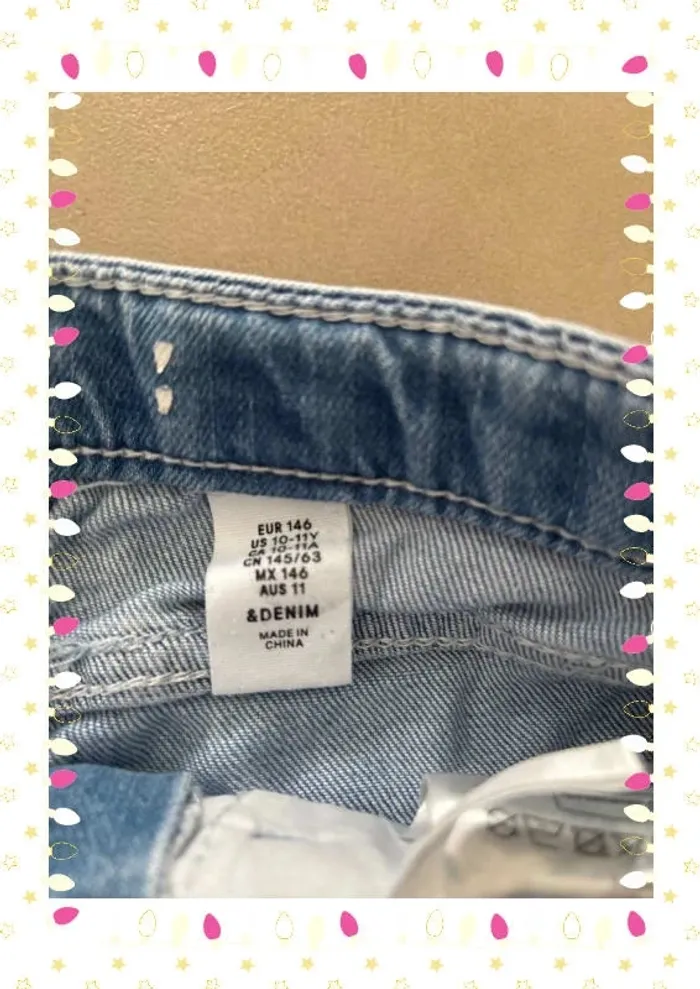 EUR 146
US 10-11Y
CA 10-11A
CN 145/63
MX 146
AUS 11
&DENIM
MADE IN
CHINA